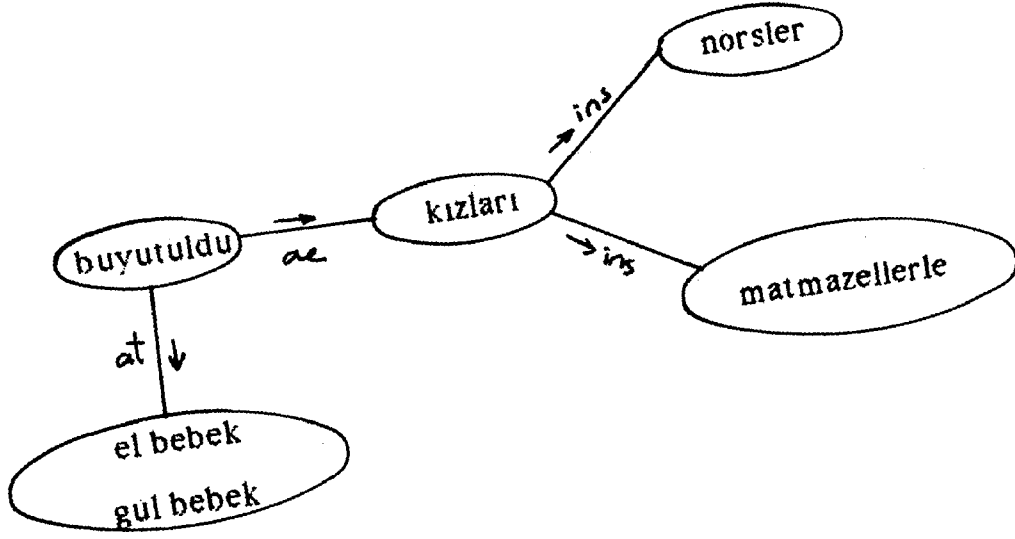 norsler
ins
kızları
ins
matmazellerle
buyutuldu
ae
at
el bebek
gul bebek